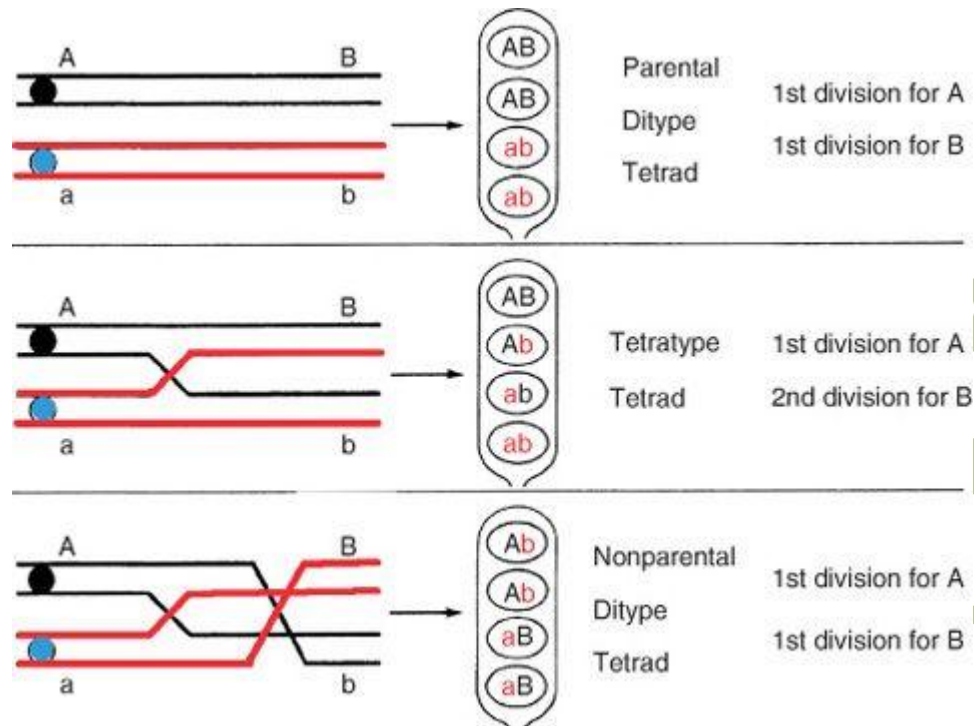 A B
AB
AB
ab
ab
a b
Parental
Ditype
Tetrad
1st division for A
1st division for B
A B
AB
Ab
ab
ab
a b
Tetratype
Tetrad
1st division for A
2nd division for B
A B
Ab
Ab
aB
aB
a b
Nonparental
Ditype
Tetrad
1st division for A
1st division for B